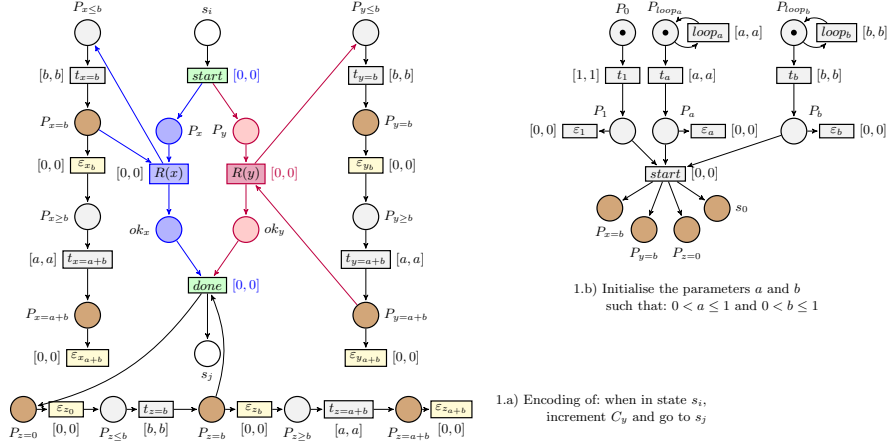 P_{x≤b} s_i P_{y≤b}
[b, b] t_{x=b} start [0, 0] t_{y=b} [b, b]
P_{x=b} P_x P_y P_{y=b}
[0, 0] ε_{x_b} [0, 0] R(x) R(y) [0, 0] ε_{y_b} [0, 0]
P_{x≥b} ok_x ok_y P_{y≥b}
[a, a] t_{x=a+b} done [0, 0] t_{y=a+b} [a, a]
P_{x=a+b} P_{y=a+b}
[0, 0] ε_{x_{a+b}} s_j ε_{y_{a+b}} [0, 0]
ε_{z_0} t_{z=b} ε_{z_b} t_{z=a+b} ε_{z_{a+b}}
P_{z=0} [0, 0] P_{z≤b} [b, b] P_{z=b} [0, 0] P_{z≥b} [a, a] P_{z=a+b} [0, 0]
P_0 P_{loop_a} P_{loop_b}
loop_a [a, a] loop_b [b, b]
[1, 1] t_1 t_a [a, a] t_b [b, b]
P_1 P_a P_b
[0, 0] ε_1 ε_a [0, 0] ε_b [0, 0]
start [0, 0]
P_{x=b} P_{y=b} P_{z=0} s_0
1.b) Initialise the parameters a and b
such that: 0 < a ≤ 1 and 0 < b ≤ 1
1.a) Encoding of: when in state s_i,
increment C_y and go to s_j